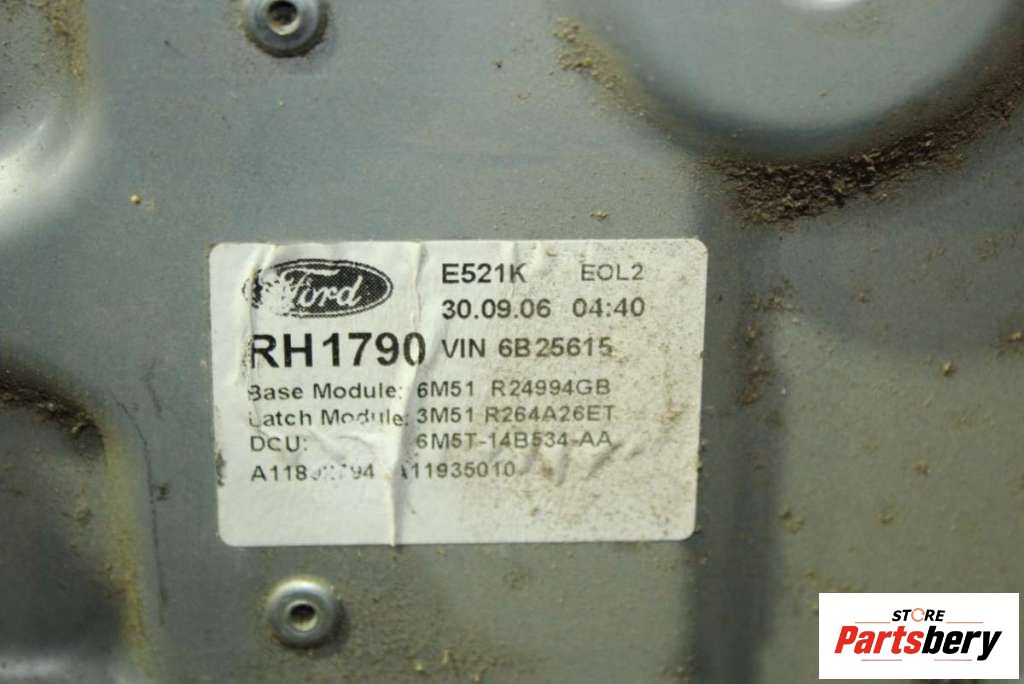 Ford
E521K EOL2
30.09.06 04:40
RH1790 VIN 6B25615
Base Module: 6M51 R24994GB
Latch Module: 3M51 R264A26ET
DCU: 6M5T-14B534-AA
A11935010
STORE
Partsbery